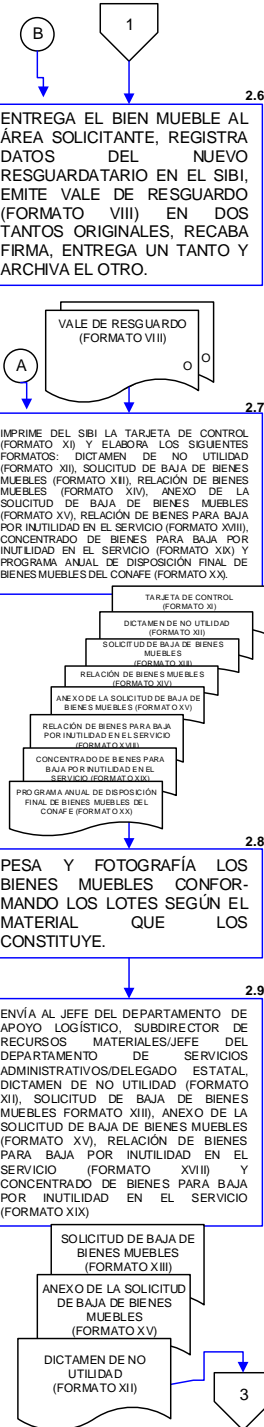 B
1
2.6
ENTREGA EL BIEN MUEBLE AL
ÁREA SOLICITANTE, REGISTRA
DATOS DEL NUEVO
RESGUARDATARIO EN EL SIBI,
EMITE VALE DE RESGUARDO
(FORMATO VIII) EN DOS
TANTOS ORIGINALES, RECABA
FIRMA, ENTREGA UN TANTO Y
ARCHIVA EL OTRO.
VALE DE RESGUARDO
(FORMATO VIII)
O
O
A
2.7
IMPRIME DEL SIBI LA TARJETA DE CONTROL
(FORMATO XI) Y ELABORA LOS SIGUIENTES
FORMATOS: DICTAMEN DE NO UTILIDAD
(FORMATO XII), SOLICITUD DE BAJA DE BIENES
MUEBLES (FORMATO XIII), RELACIÓN DE BIENES
MUEBLES (FORMATO XIV), ANEXO DE LA
SOLICITUD DE BAJA DE BIENES MUEBLES
(FORMATO XV), RELACIÓN DE BIENES PARA BAJA
POR INUTILIDAD EN EL SERVICIO (FORMATO XVIII),
CONCENTRADO DE BIENES PARA BAJA POR
INUTILIDAD EN EL SERVICIO (FORMATO XIX) Y
PROGRAMA ANUAL DE DISPOSICIÓN FINAL DE
BIENES MUEBLES DEL CONAFE (FORMATO XX).
TARJETA DE CONTROL
(FORMATO XI)
DICTAMEN DE NO UTILIDAD
(FORMATO XII)
SOLICITUD DE BAJA DE BIENES
MUEBLES
(FORMATO XIII)
RELACIÓN DE BIENES MUEBLES
(FORMATO XIV)
ANEXO DE LA SOLICITUD DE BAJA DE
BIENES MUEBLES (FORMATO XV)
RELACIÓN DE BIENES PARA BAJA
POR INUTILIDAD EN EL SERVICIO
(FORMATO XVIII)
CONCENTRADO DE BIENES PARA
BAJA POR INUTILIDAD EN EL
SERVICIO (FORMATO XIX)
PROGRAMA ANUAL DE DISPOSICIÓN
FINAL DE BIENES MUEBLES DEL
CONAFE (FORMATO XX)
2.8
PESA Y FOTOGRAFÍA LOS
BIENES MUEBLES CONFOR-
MANDO LOS LOTES SEGÚN EL
MATERIAL QUE LOS
CONSTITUYE.
2.9
ENVÍA AL JEFE DEL DEPARTAMENTO DE
APOYO LOGÍSTICO, SUBDIRECTOR DE
RECURSOS MATERIALES/JEFE DEL
DEPARTAMENTO DE SERVICIOS
ADMINISTRATIVOS/DELEGADO ESTATAL,
DICTAMEN DE NO UTILIDAD (FORMATO
XII), SOLICITUD DE BAJA DE BIENES
MUEBLES FORMATO XIII), ANEXO DE LA
SOLICITUD DE BAJA DE BIENES MUEBLES
(FORMATO XV), RELACIÓN DE BIENES
PARA BAJA POR INUTILIDAD EN EL
SERVICIO (FORMATO XVIII) Y
CONCENTRADO DE BIENES PARA BAJA
POR INUTILIDAD EN EL SERVICIO
(FORMATO XIX)
SOLICITUD DE BAJA DE
BIENES MUEBLES
(FORMATO XIII)
ANEXO DE LA SOLICITUD
DE BAJA DE BIENES
MUEBLES
(FORMATO XV)
DICTAMEN DE NO
UTILIDAD
(FORMATO XII)
3